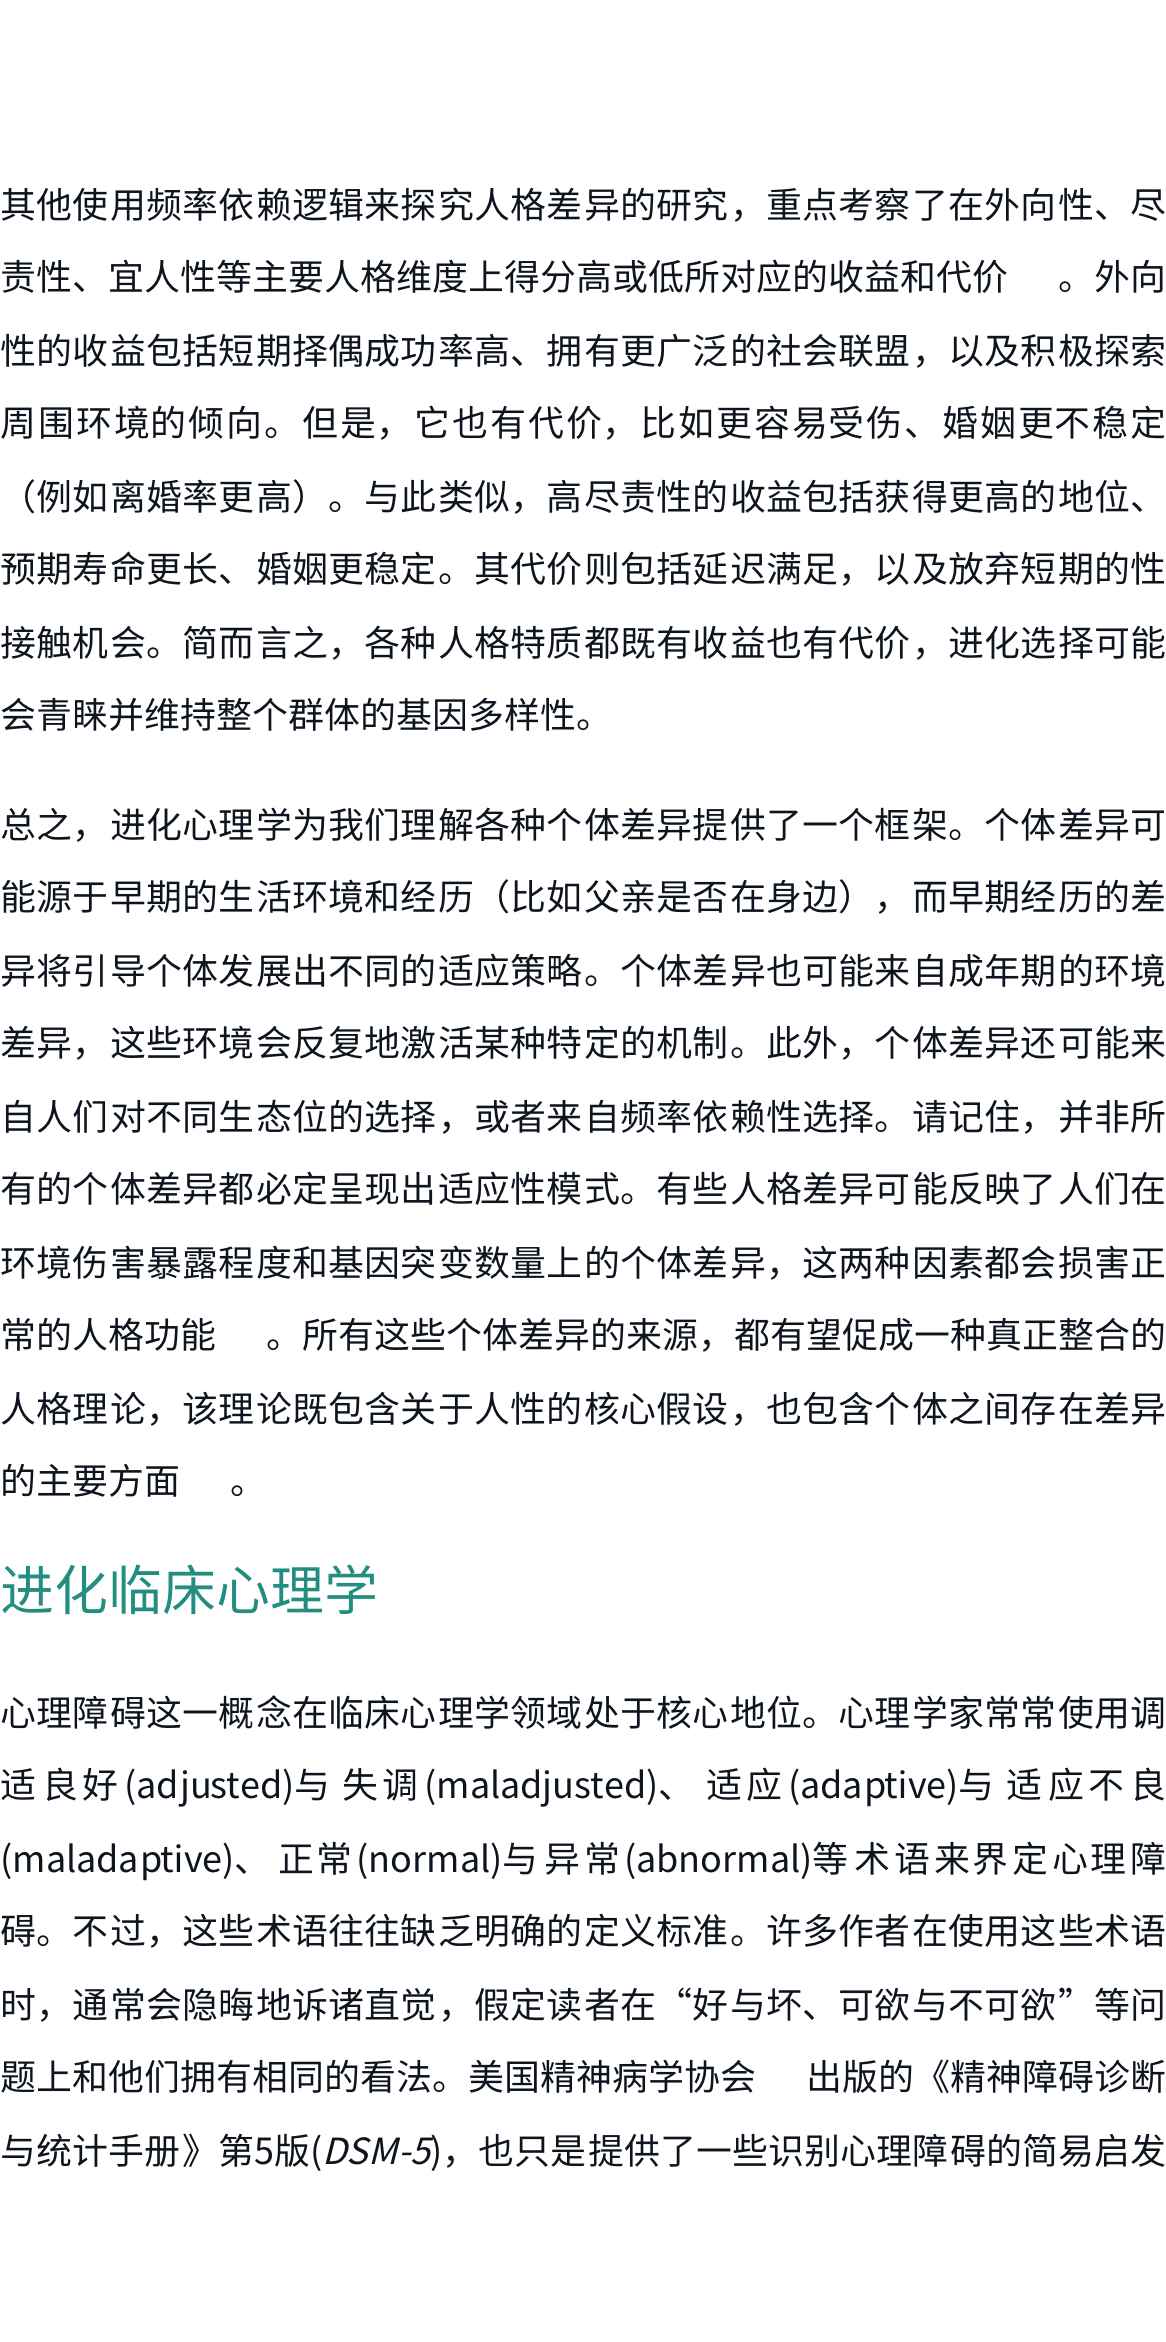 其他使用频率依赖逻辑来探究人格差异的研究，重点考察了在外向性、尽
责性、宜人性等主要人格维度上得分高或低所对应的收益和代价 。外向
性的收益包括短期择偶成功率高、拥有更广泛的社会联盟，以及积极探索
周围环境的倾向。但是，它也有代价，比如更容易受伤、婚姻更不稳定
（例如离婚率更高）。与此类似，高尽责性的收益包括获得更高的地位、
预期寿命更长、婚姻更稳定。其代价则包括延迟满足，以及放弃短期的性
接触机会。简而言之，各种人格特质都既有收益也有代价，进化选择可能
会青睐并维持整个群体的基因多样性。
总之，进化心理学为我们理解各种个体差异提供了一个框架。个体差异可
能源于早期的生活环境和经历（比如父亲是否在身边），而早期经历的差
异将引导个体发展出不同的适应策略。个体差异也可能来自成年期的环境
差异，这些环境会反复地激活某种特定的机制。此外，个体差异还可能来
自人们对不同生态位的选择，或者来自频率依赖性选择。请记住，并非所
有的个体差异都必定呈现出适应性模式。有些人格差异可能反映了人们在
环境伤害暴露程度和基因突变数量上的个体差异，这两种因素都会损害正
常的人格功能 。所有这些个体差异的来源，都有望促成一种真正整合的
人格理论，该理论既包含关于人性的核心假设，也包含个体之间存在差异
的主要方面 。
进化临床心理学
心理障碍这一概念在临床心理学领域处于核心地位。心理学家常常使用调
适良好(adjusted)与失调(maladjusted)、适应(adaptive)与适应不良
(maladaptive)、正常(normal)与异常(abnormal)等术语来界定心理障
碍。不过，这些术语往往缺乏明确的定义标准。许多作者在使用这些术语
时，通常会隐晦地诉诸直觉，假定读者在“好与坏、可欲与不可欲”等问
题上和他们拥有相同的看法。美国精神病学协会 出版的《精神障碍诊断
与统计手册》第5版(DSM-5)，也只是提供了一些识别心理障碍的简易启发